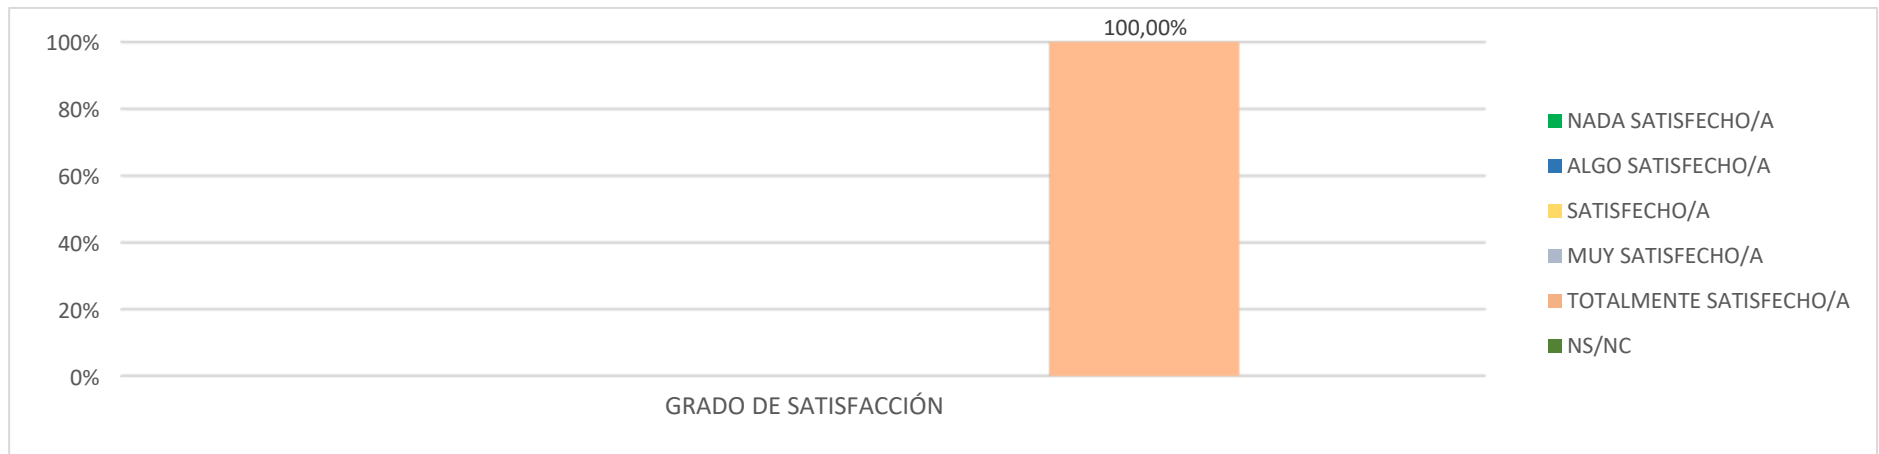 100,00%
100%
80%
60%
40%
20%
0%
GRADO DE SATISFACCIÓN
NADA SATISFECHO/A
ALGO SATISFECHO/A
SATISFECHO/A
MUY SATISFECHO/A
TOTALMENTE SATISFECHO/A
NS/NC